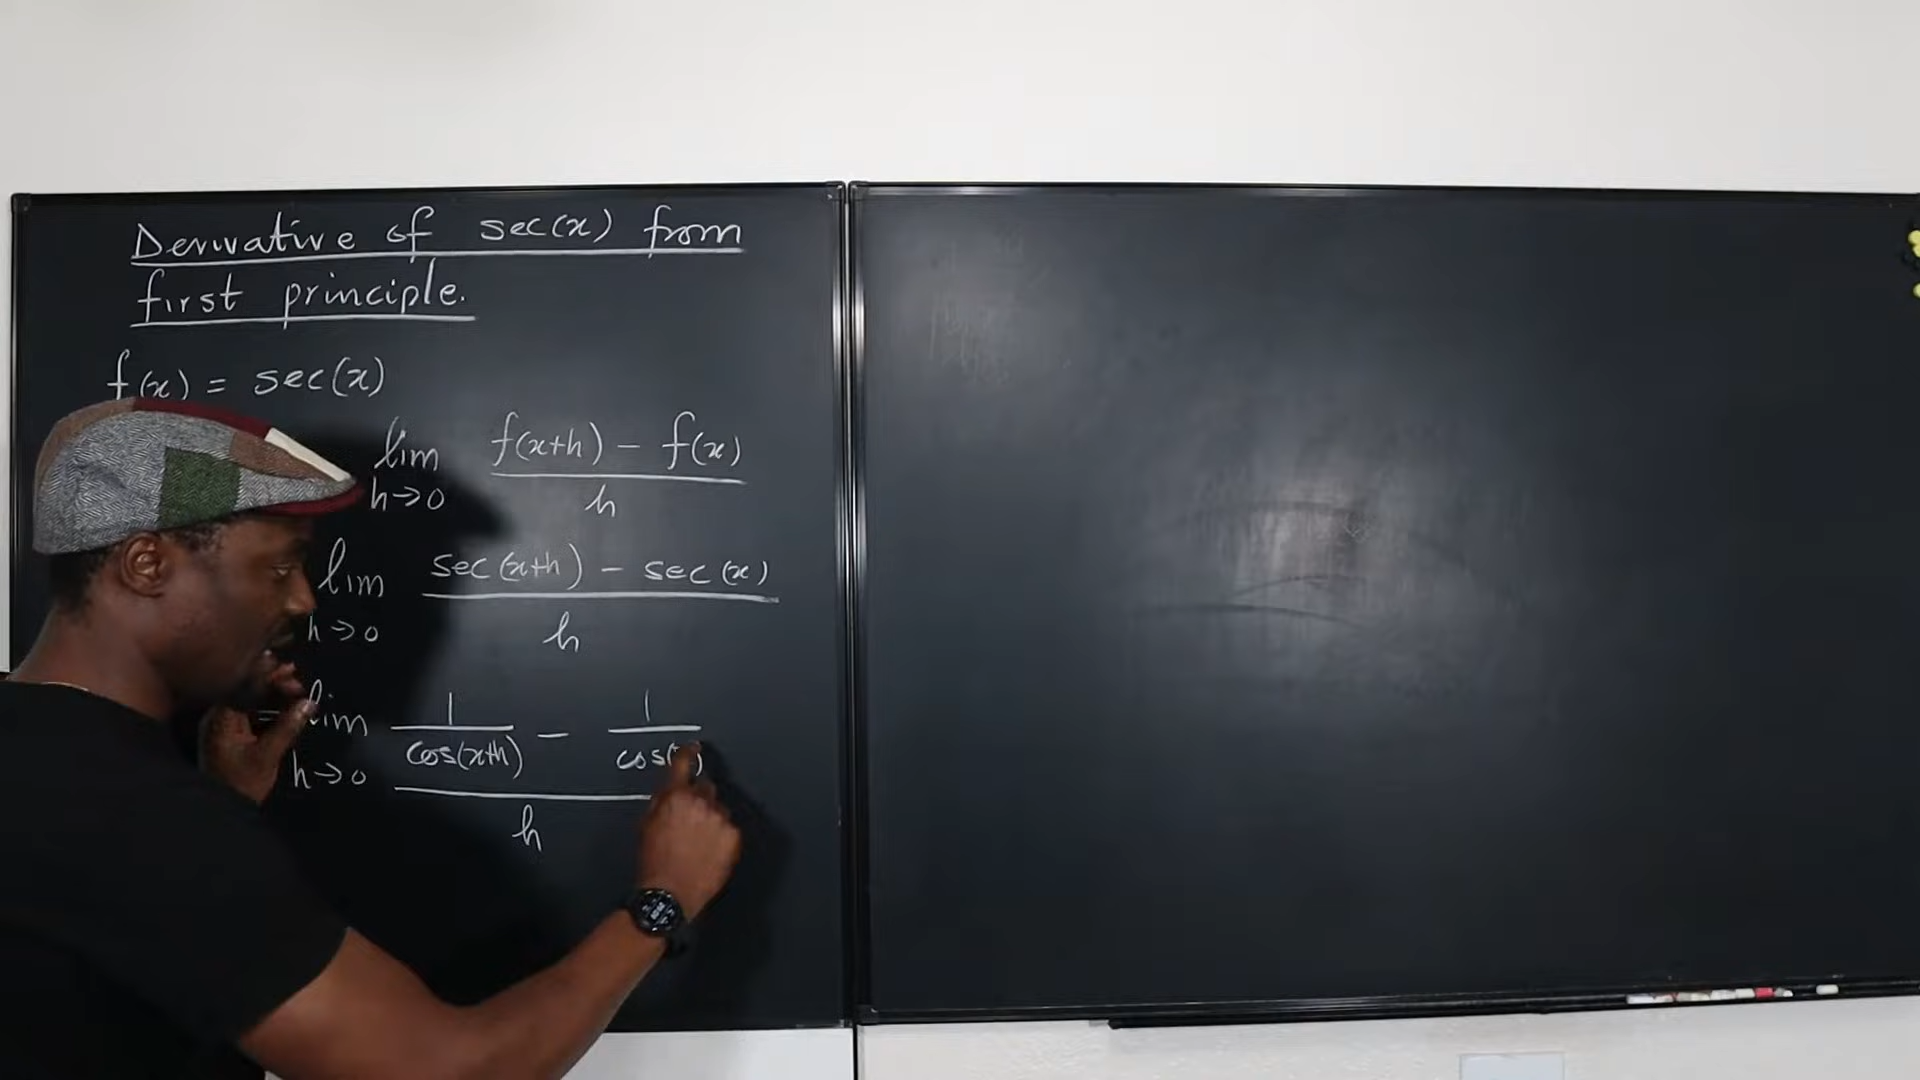 Derivative of sec(x) from
first principle.
f(x) = sec(x)
lim f(x+h) - f(x)
h→0 h
lim sec(x+h) - sec(x)
h→0 h
= lim 1 - 1
cos(x+h) cos(
h→0 h